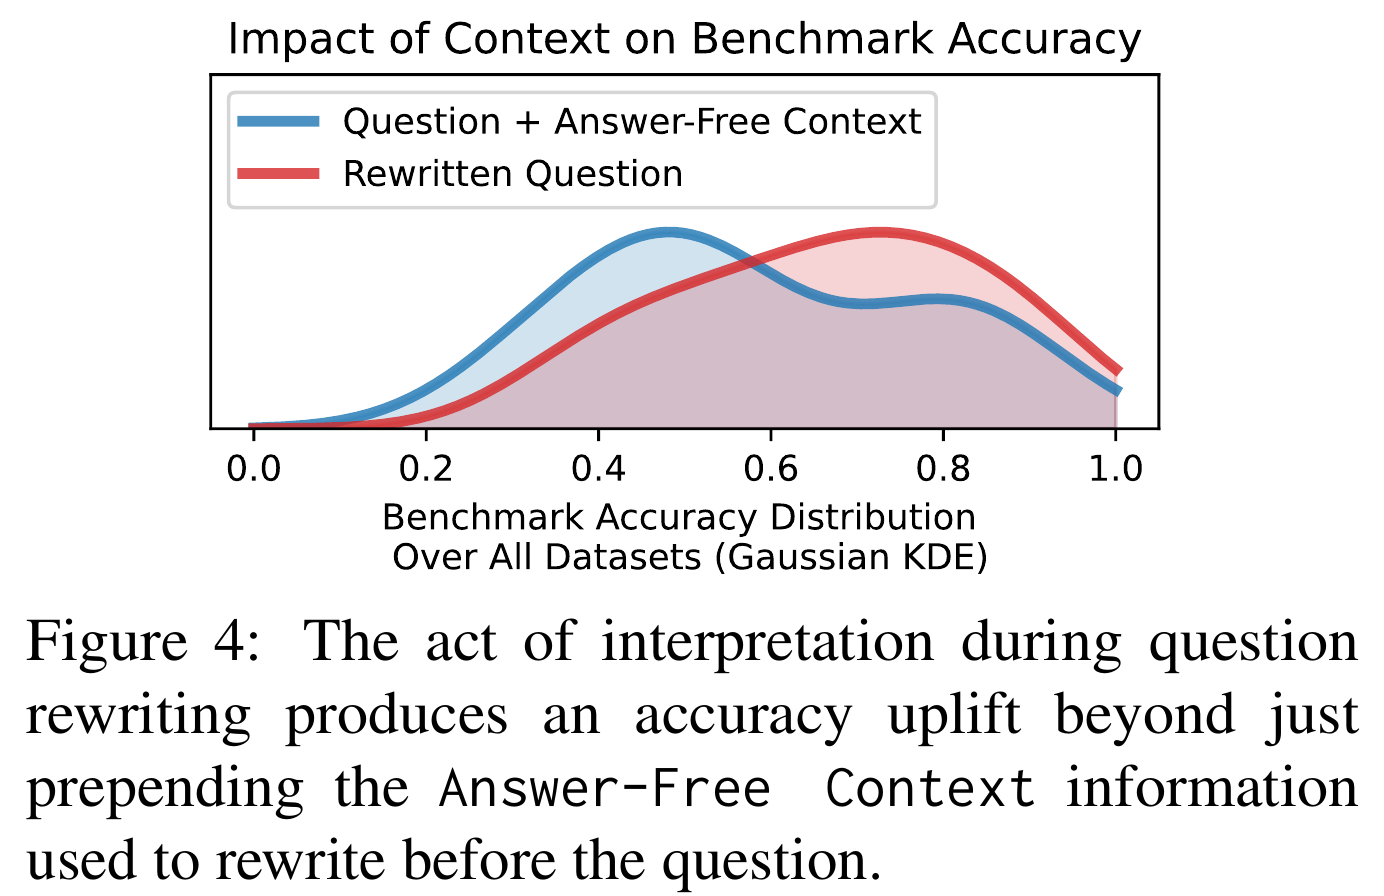 Impact of Context on Benchmark Accuracy
Question + Answer-Free Context
Rewritten Question
0.0 0.2 0.4 0.6 0.8 1.0
Benchmark Accuracy Distribution
Over All Datasets (Gaussian KDE)
Figure 4: The act of interpretation during question
rewriting produces an accuracy uplift beyond just
prepending the Answer-Free Context information
used to rewrite before the question.